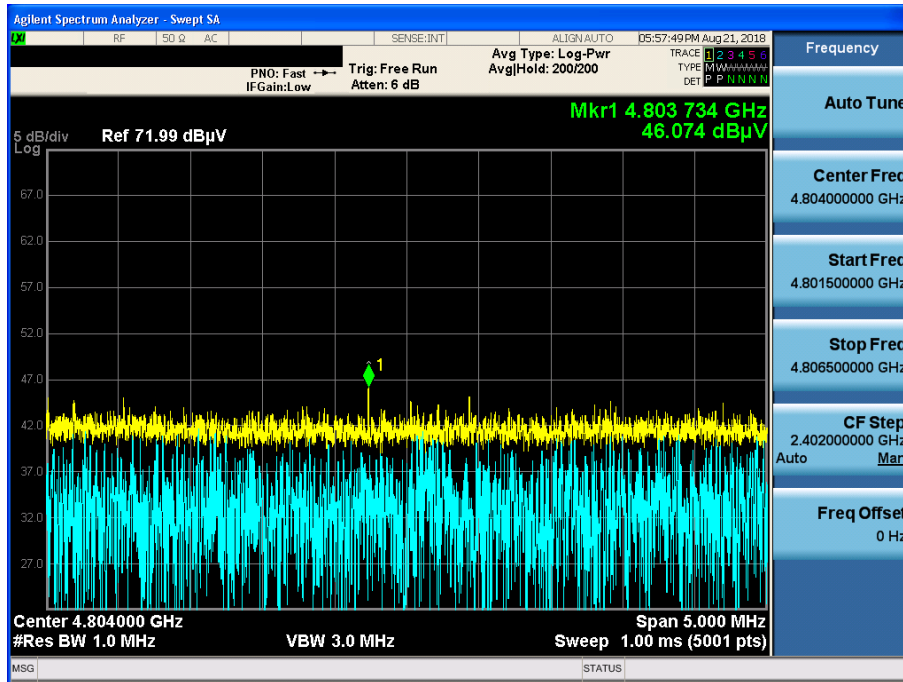 Agilent Spectrum Analyzer - Swept SA
LXI RF 50 Ω AC SENSE:INT ALIGN AUTO 05:57:49 PM Aug 21, 2018
PNO: Fast Trig: Free Run Avg Type: Log-Pwr TRACE 1 2 3 4 5 6
IFGain:Low Atten: 6 dB Avg|Hold: 200/200 TYPE M W
DET P P N N N N
Mkr1 4.803 734 GHz
46.074 dBµV
5 dB/div Ref 71.99 dBµV
Log
67.0
62.0
57.0
52.0
1
47.0
42.0
37.0
32.0
27.0
Center 4.804000 GHz Span 5.000 MHz
#Res BW 1.0 MHz VBW 3.0 MHz Sweep 1.00 ms (5001 pts)
MSG STATUS
Frequency
Auto Tune
Center Freq
4.804000000 GHz
Start Freq
4.801500000 GHz
Stop Freq
4.806500000 GHz
CF Step
2.402000000 GHz
Auto Man
Freq Offset
0 Hz